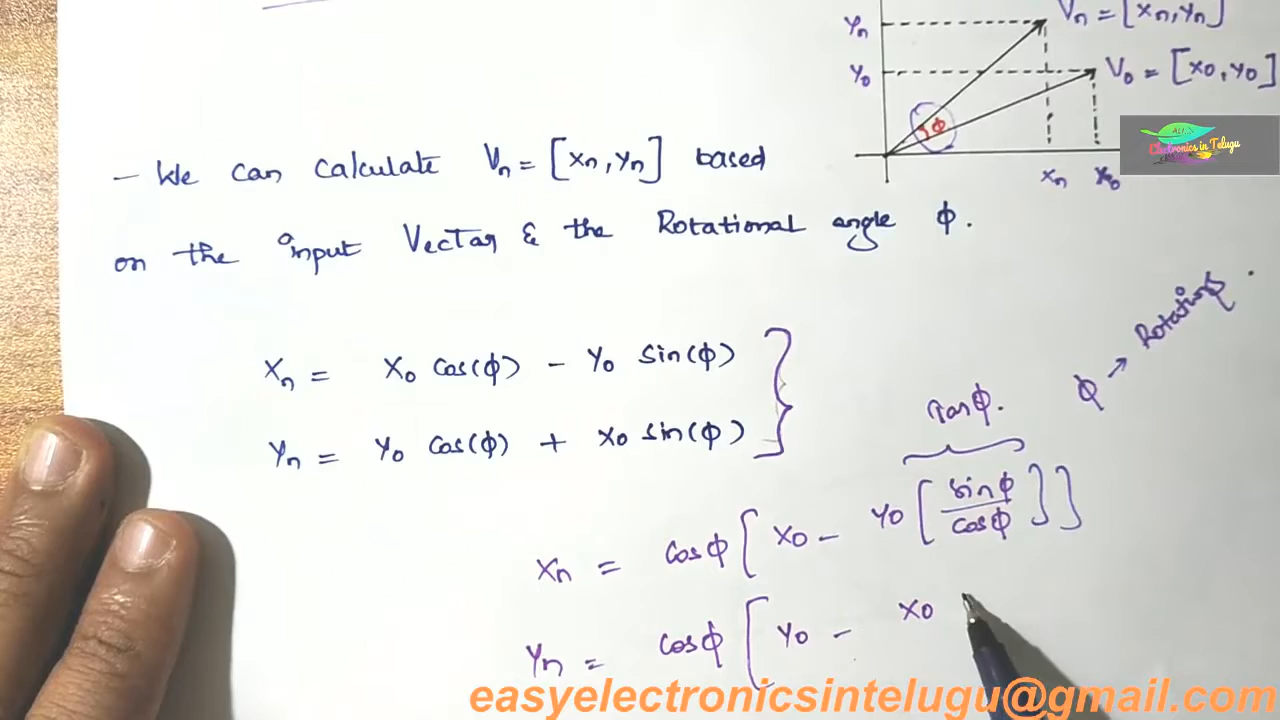 Yn
Vn = [Xn, Yn]
Y0
V0 = [X0, Y0]
ϕ
Xn
X0
Electronics in Telugu
- We can calculate Vn = [Xn, Yn] based
on the input Vectar & the Rotational angle ϕ.
Xn = X0 Cos(ϕ) - Y0 Sin(ϕ)
Yn = Y0 Cos(ϕ) + X0 Sin(ϕ)
ϕ → Rotating.
tanϕ.
Xn = Cosϕ [X0 - Y0 [Sinϕ/Cosϕ]]
Yn = Cosϕ [Y0 - X0
easyelectronicsintelugu@gmail.com